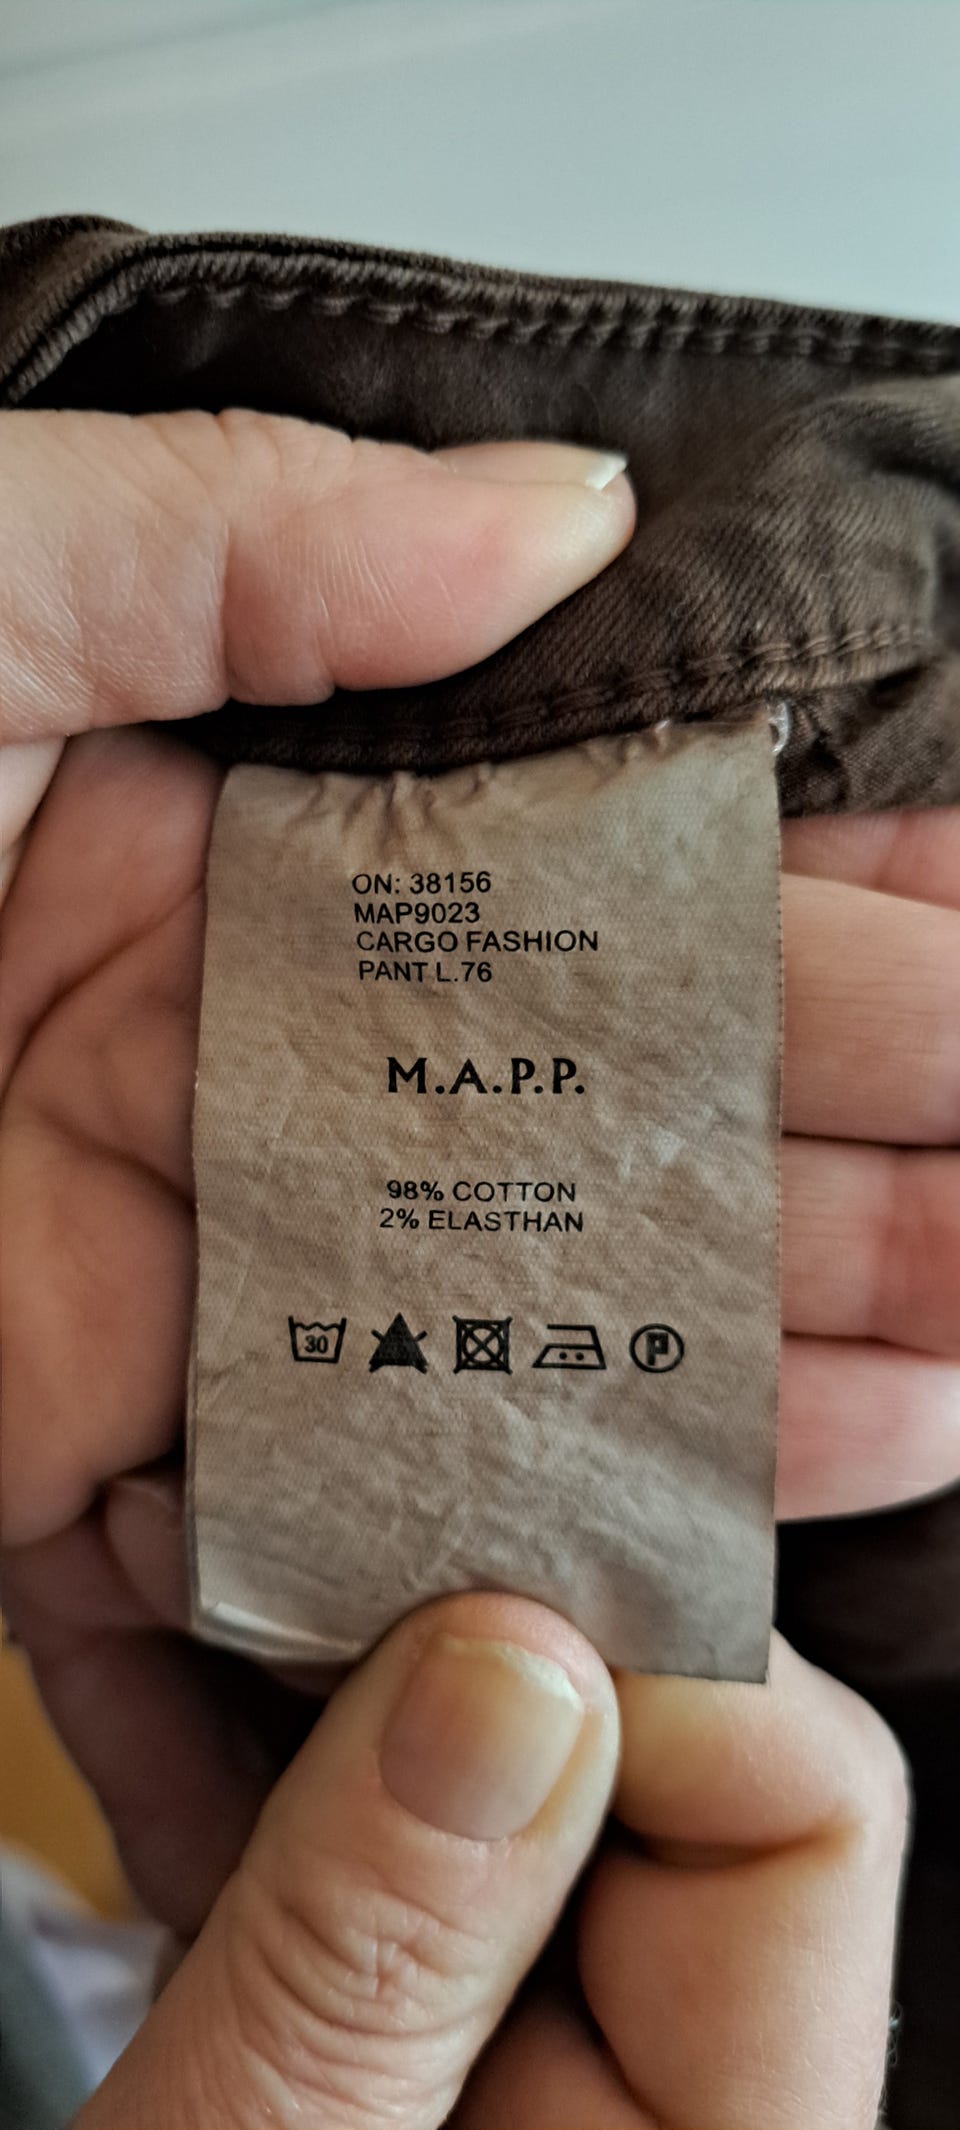 ON: 38156
MAP9023
CARGO FASHION
PANT L.76
M.A.P.P.
98% COTTON
2% ELASTHAN
30
P